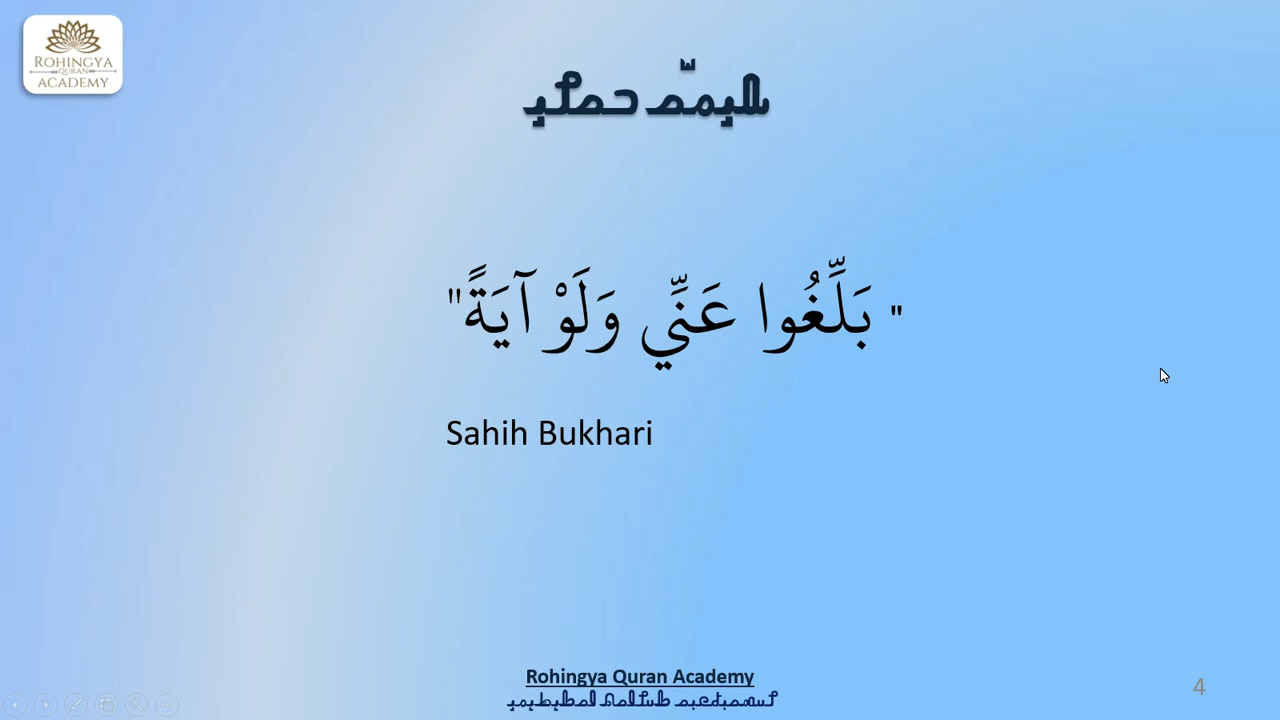 ROHINGYA
QURAN
ACADEMY
" بَلِّغُوا عَنِّي وَلَوْ آيَةً"
Sahih Bukhari
Rohingya Quran Academy
4